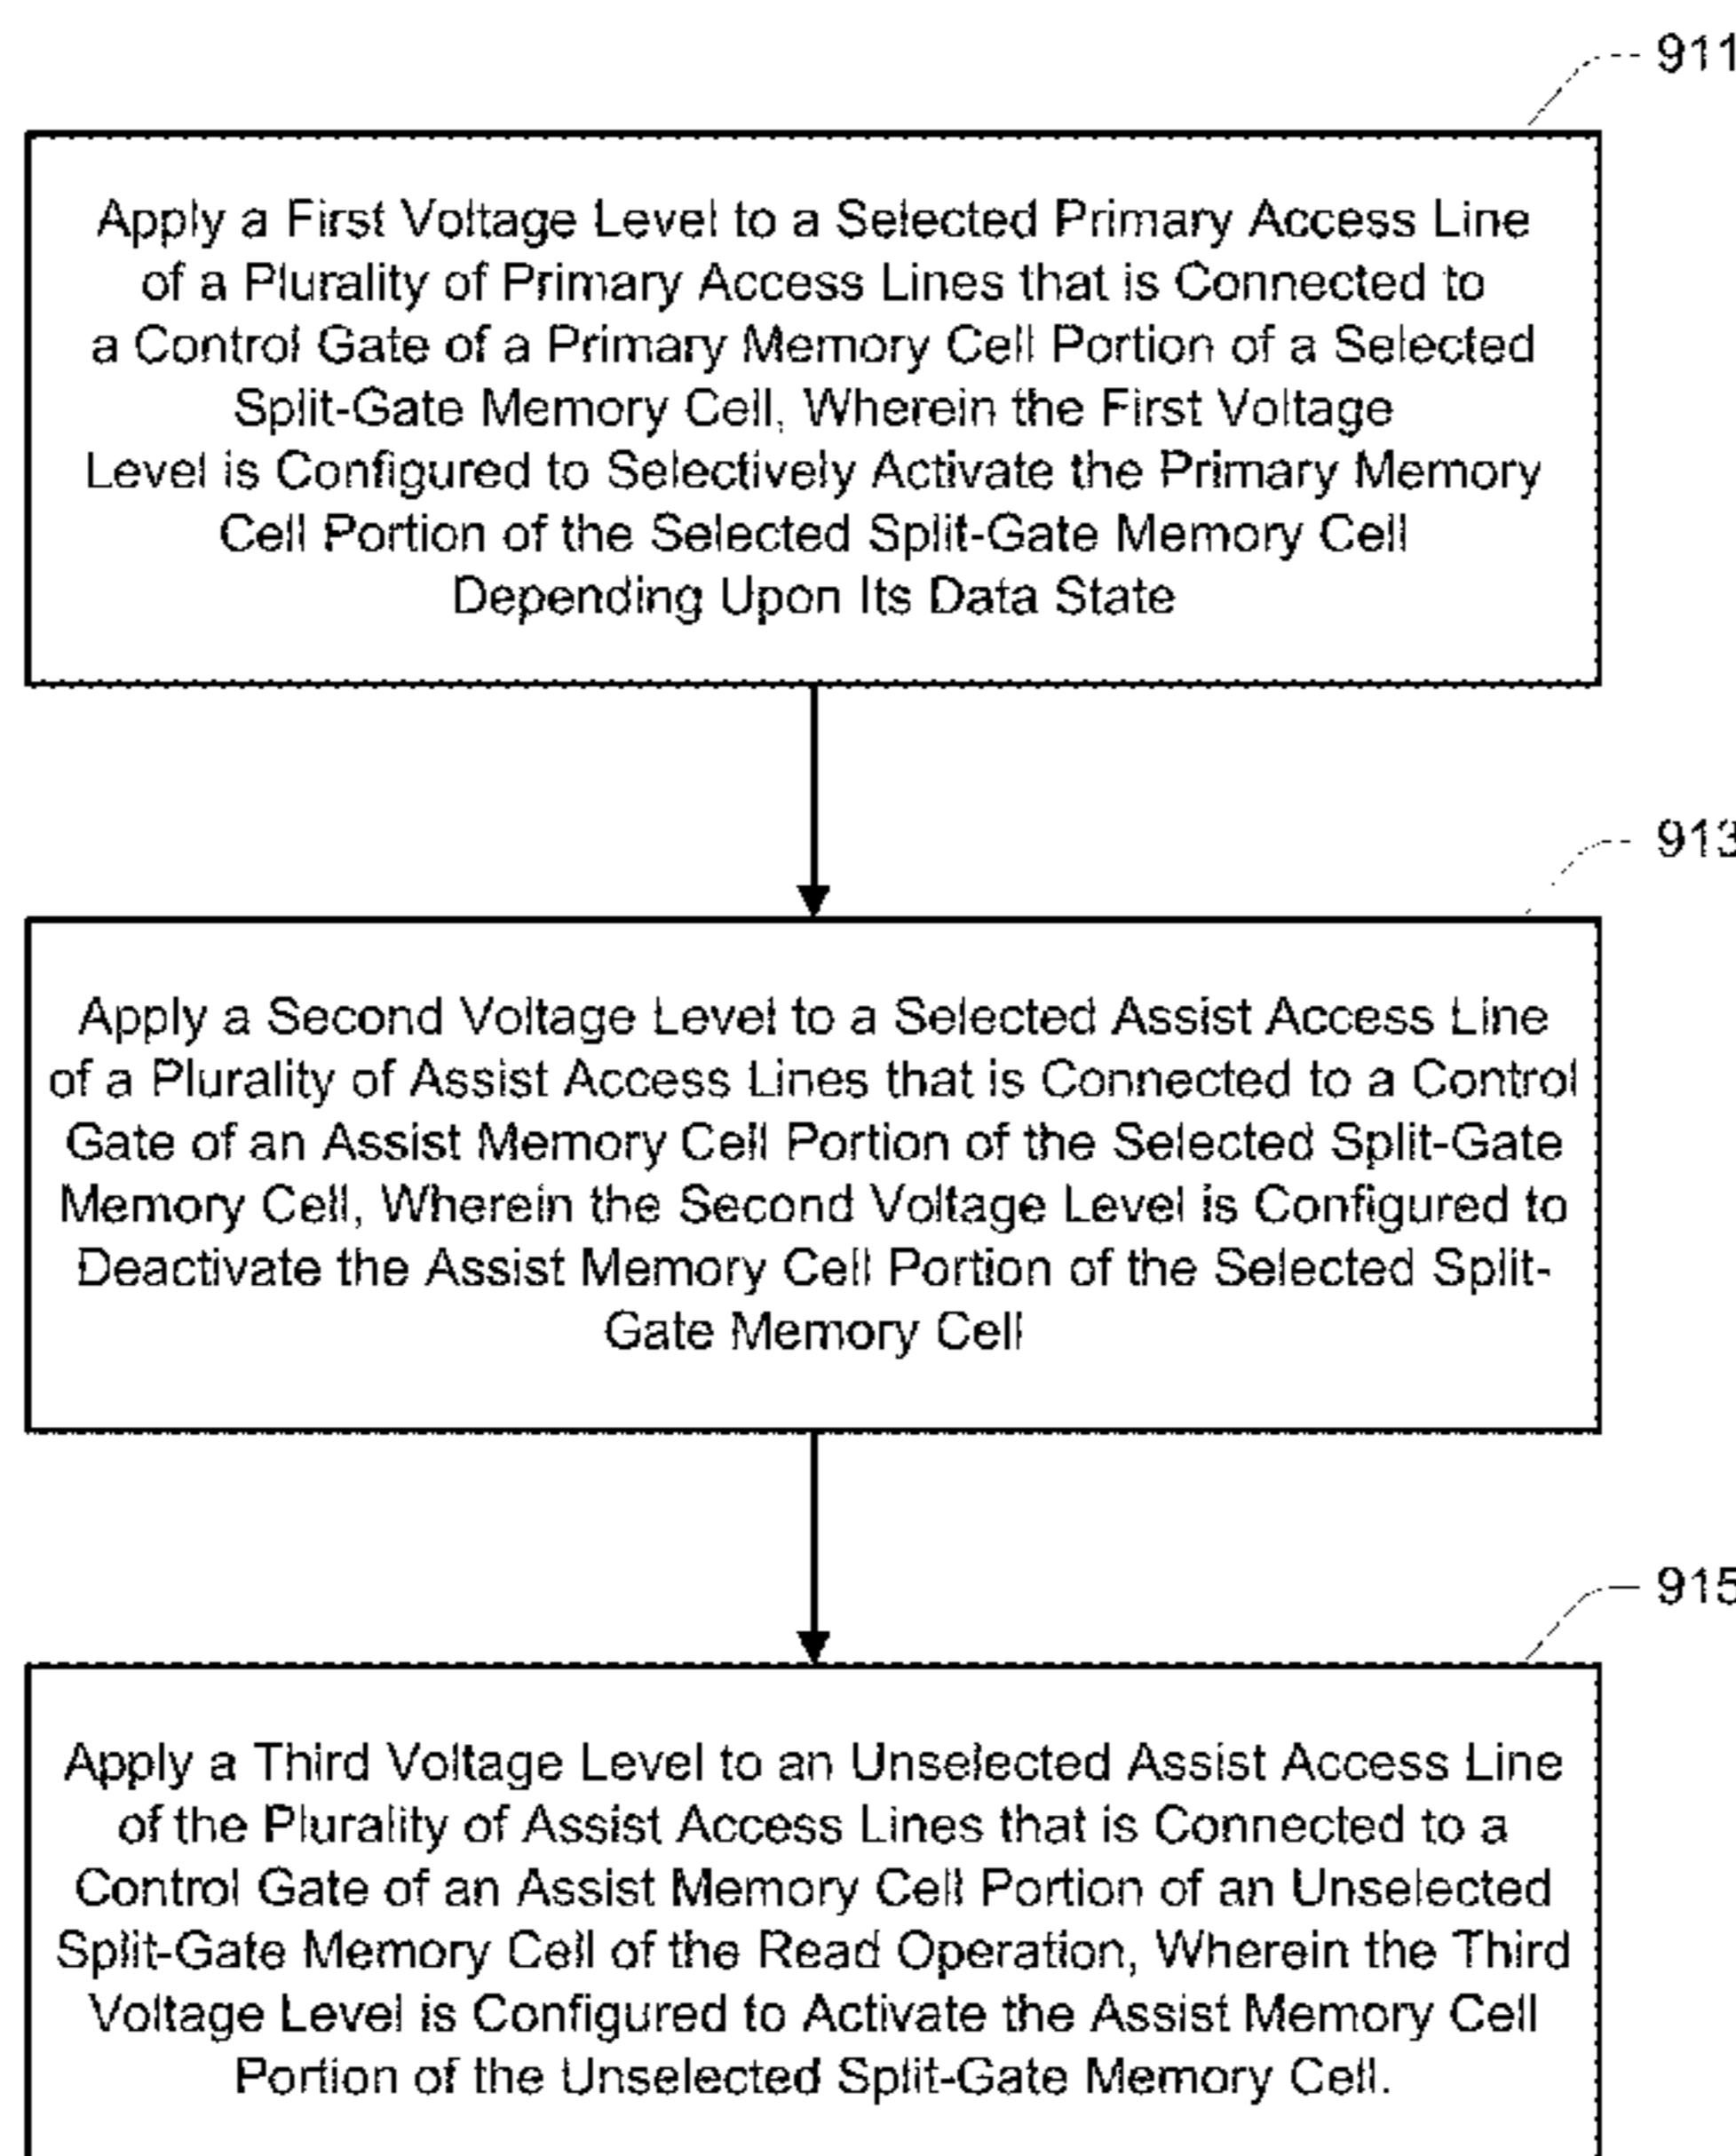 911
Apply a First Voltage Level to a Selected Primary Access Line
of a Plurality of Primary Access Lines that is Connected to
a Control Gate of a Primary Memory Cell Portion of a Selected
Split-Gate Memory Cell, Wherein the First Voltage
Level is Configured to Selectively Activate the Primary Memory
Cell Portion of the Selected Split-Gate Memory Cell
Depending Upon Its Data State
913
Apply a Second Voltage Level to a Selected Assist Access Line
of a Plurality of Assist Access Lines that is Connected to a Control
Gate of an Assist Memory Cell Portion of the Selected Split-Gate
Memory Cell, Wherein the Second Voltage Level is Configured to
Deactivate the Assist Memory Cell Portion of the Selected Split-
Gate Memory Cell
915
Apply a Third Voltage Level to an Unselected Assist Access Line
of the Plurality of Assist Access Lines that is Connected to a
Control Gate of an Assist Memory Cell Portion of an Unselected
Split-Gate Memory Cell of the Read Operation, Wherein the Third
Voltage Level is Configured to Activate the Assist Memory Cell
Portion of the Unselected Split-Gate Memory Cell.